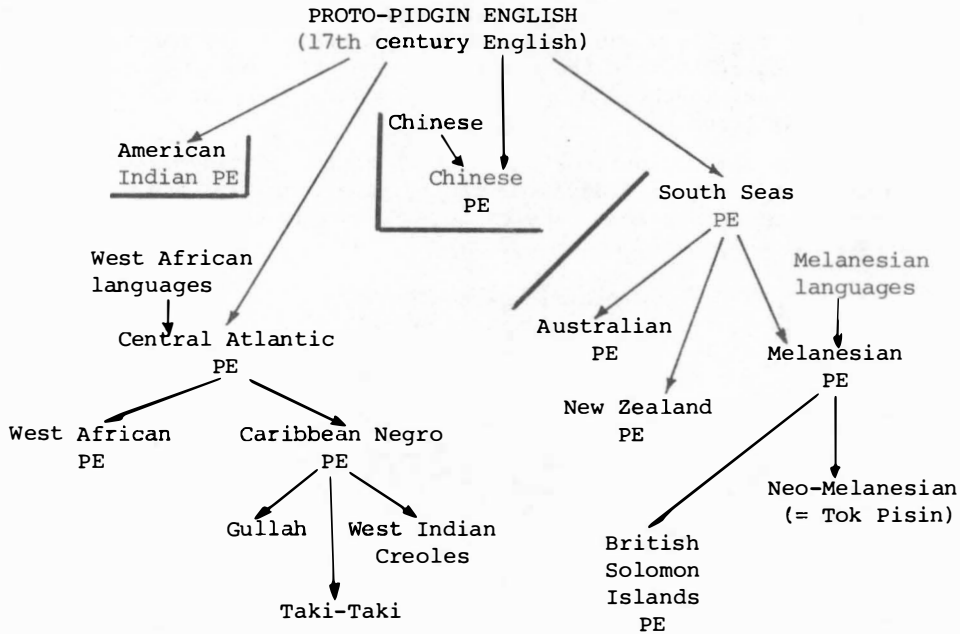 PROTO-PIDGIN ENGLISH
(17th century English)
Chinese
American
Indian PE
Chinese
PE
South Seas
PE
West African
languages
Melanesian
languages
Central Atlantic
PE
Australian
PE
Melanesian
PE
New Zealand
PE
West African
PE
Caribbean Negro
PE
Neo-Melanesian
(= Tok Pisin)
Gullah
West Indian
Creoles
British
Solomon
Islands
PE
Taki-Taki